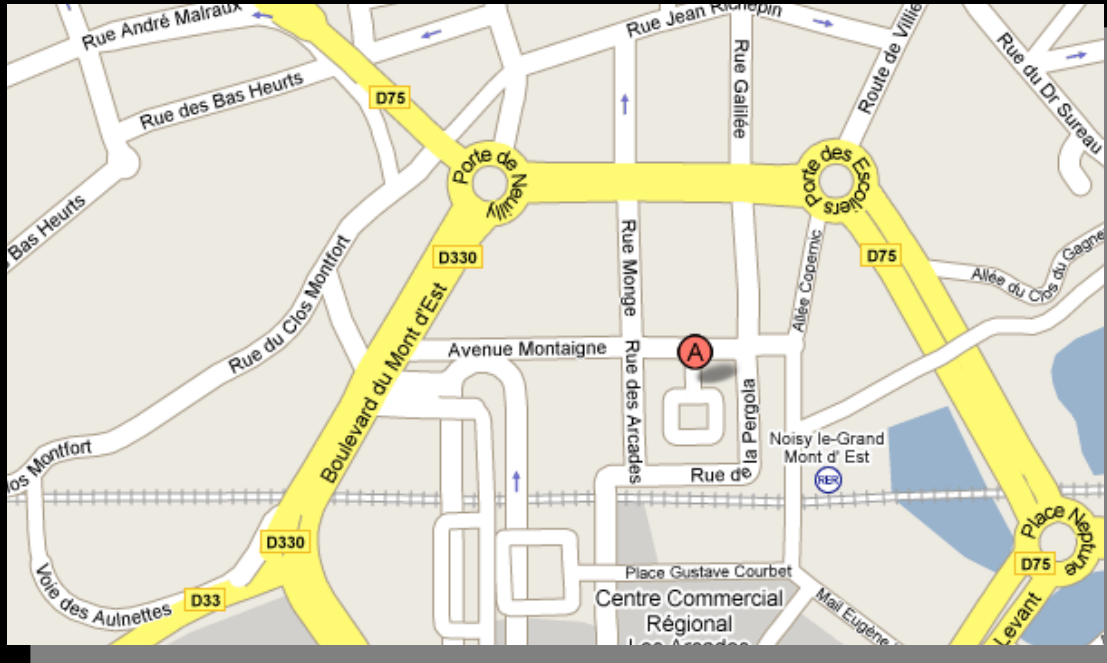 Rue André Malraux
Rue Jean Richepin
Route de Villie
Rue du Dr Sureau
Rue Galilée
Rue des Bas Heurts
D75
Bas Heurts
Porte de Neuilly
Porte des Escoliers
D330
D75
Rue Monge
Allée Copernic
Allée du Clos du Gagne
Rue du Clos Montfort
Boulevard du Mont d'Est
Avenue Montaigne
A
Rue des Arcades
Rue de la Pergola
Noisy le-Grand
Mont d' Est
RER
los Montfort
Place Neptune
D330
D75
Voie des Aulnettes
D33
Place Gustave Courbet
Centre Commercial
Régional
Les Arcades
Mail Eugène
Levant